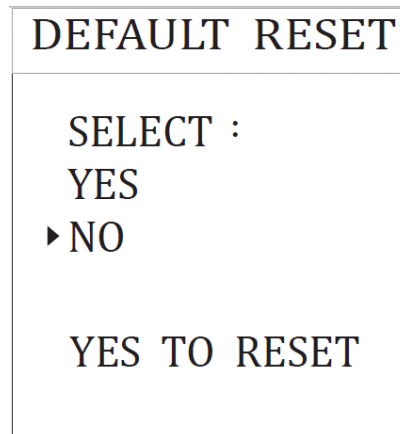 DEFAULT RESET
SELECT :
YES
NO
YES TO RESET